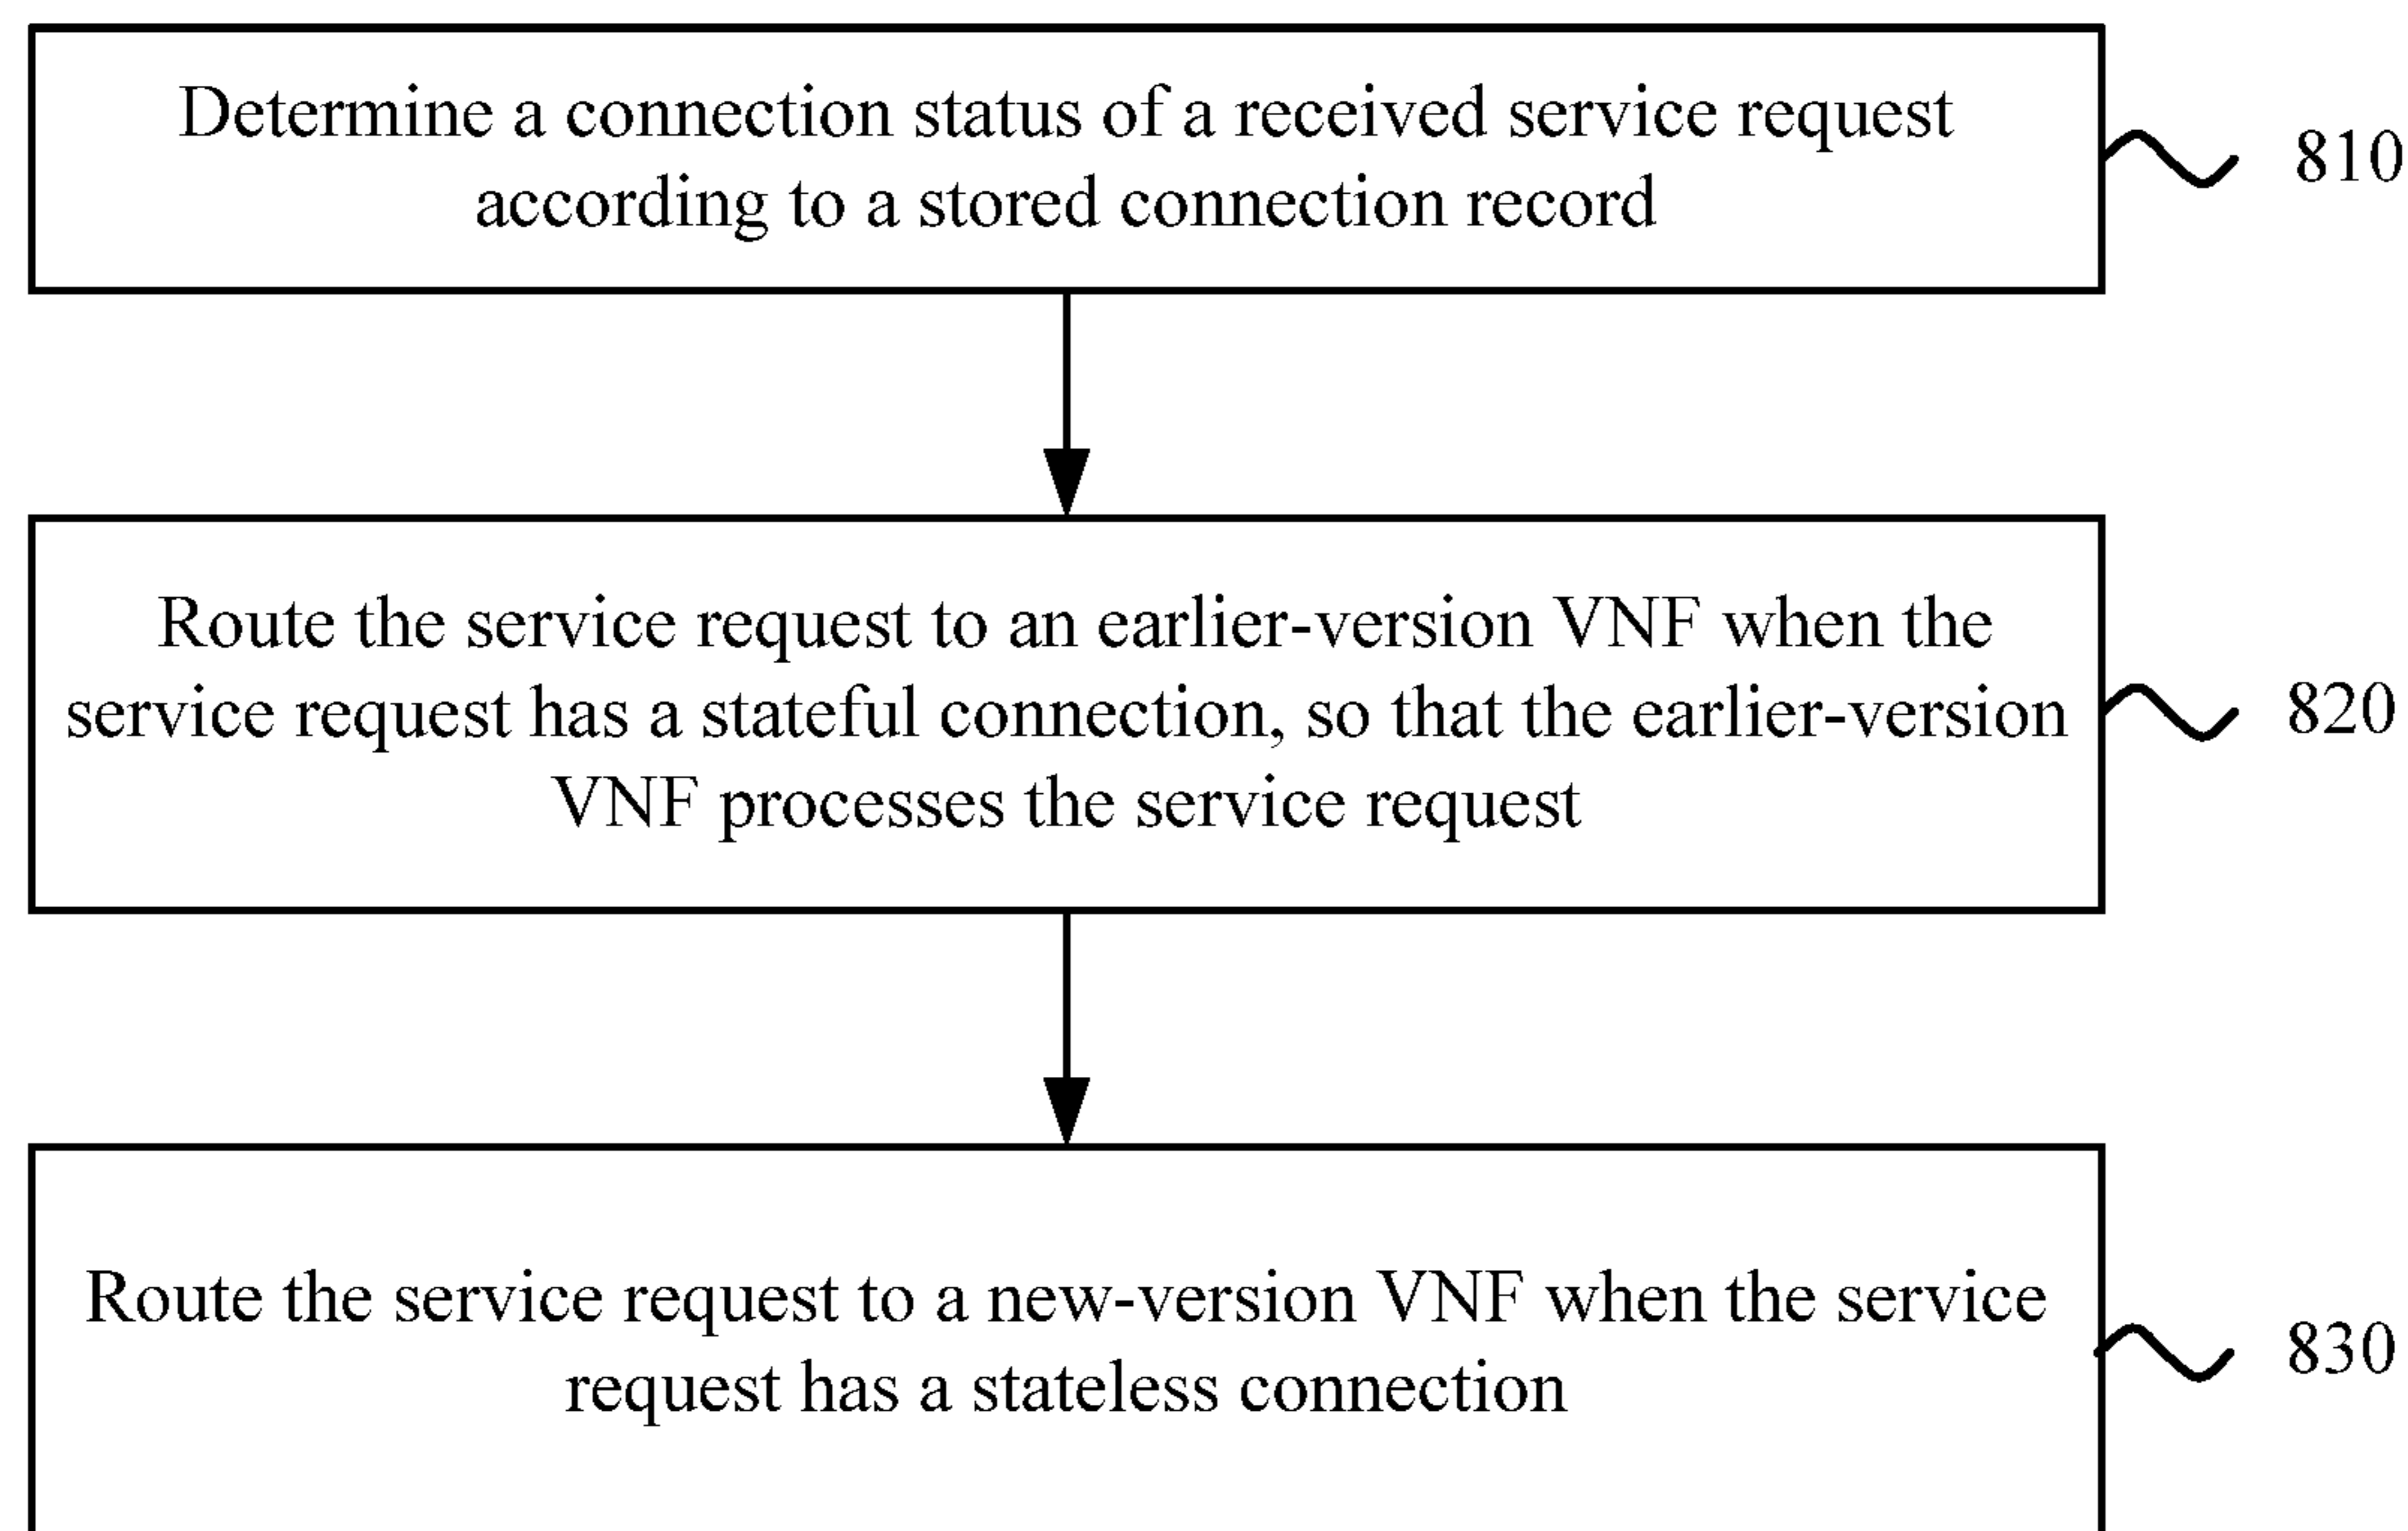 Determine a connection status of a received service request
according to a stored connection record
810
Route the service request to an earlier-version VNF when the
service request has a stateful connection, so that the earlier-version
VNF processes the service request
820
Route the service request to a new-version VNF when the service
request has a stateless connection
830